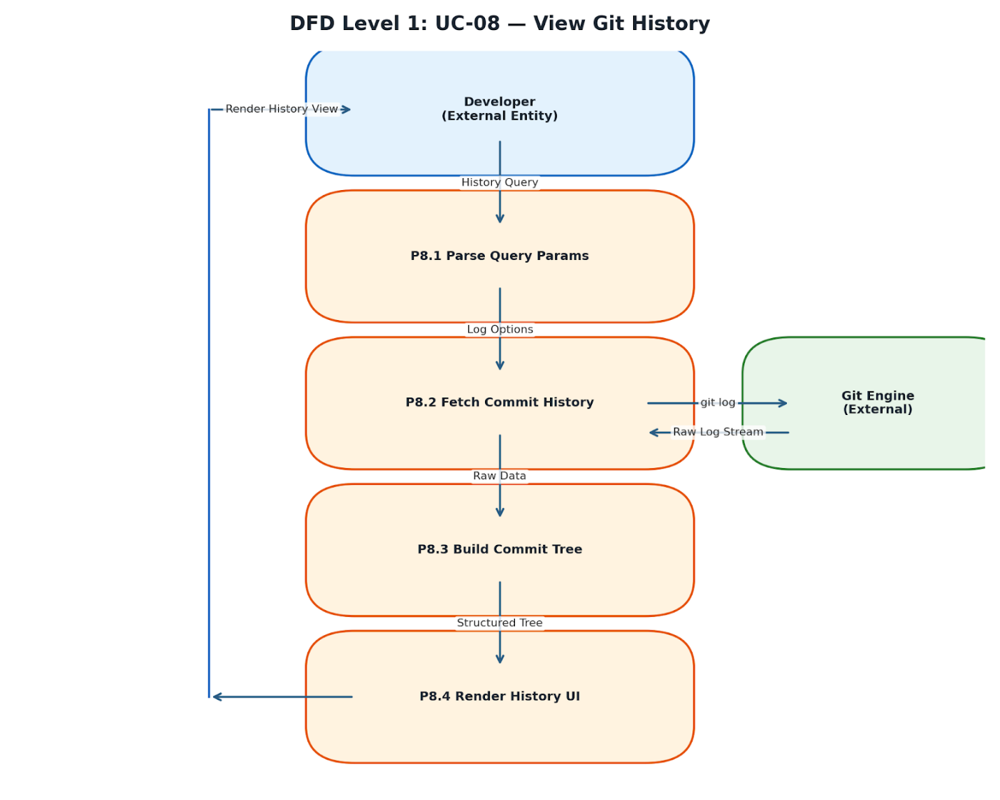 DFD Level 1: UC-08 — View Git History
Developer
(External Entity)
Render History View
History Query
P8.1 Parse Query Params
Log Options
P8.2 Fetch Commit History
git log
Git Engine
(External)
Raw Log Stream
Raw Data
P8.3 Build Commit Tree
Structured Tree
P8.4 Render History UI